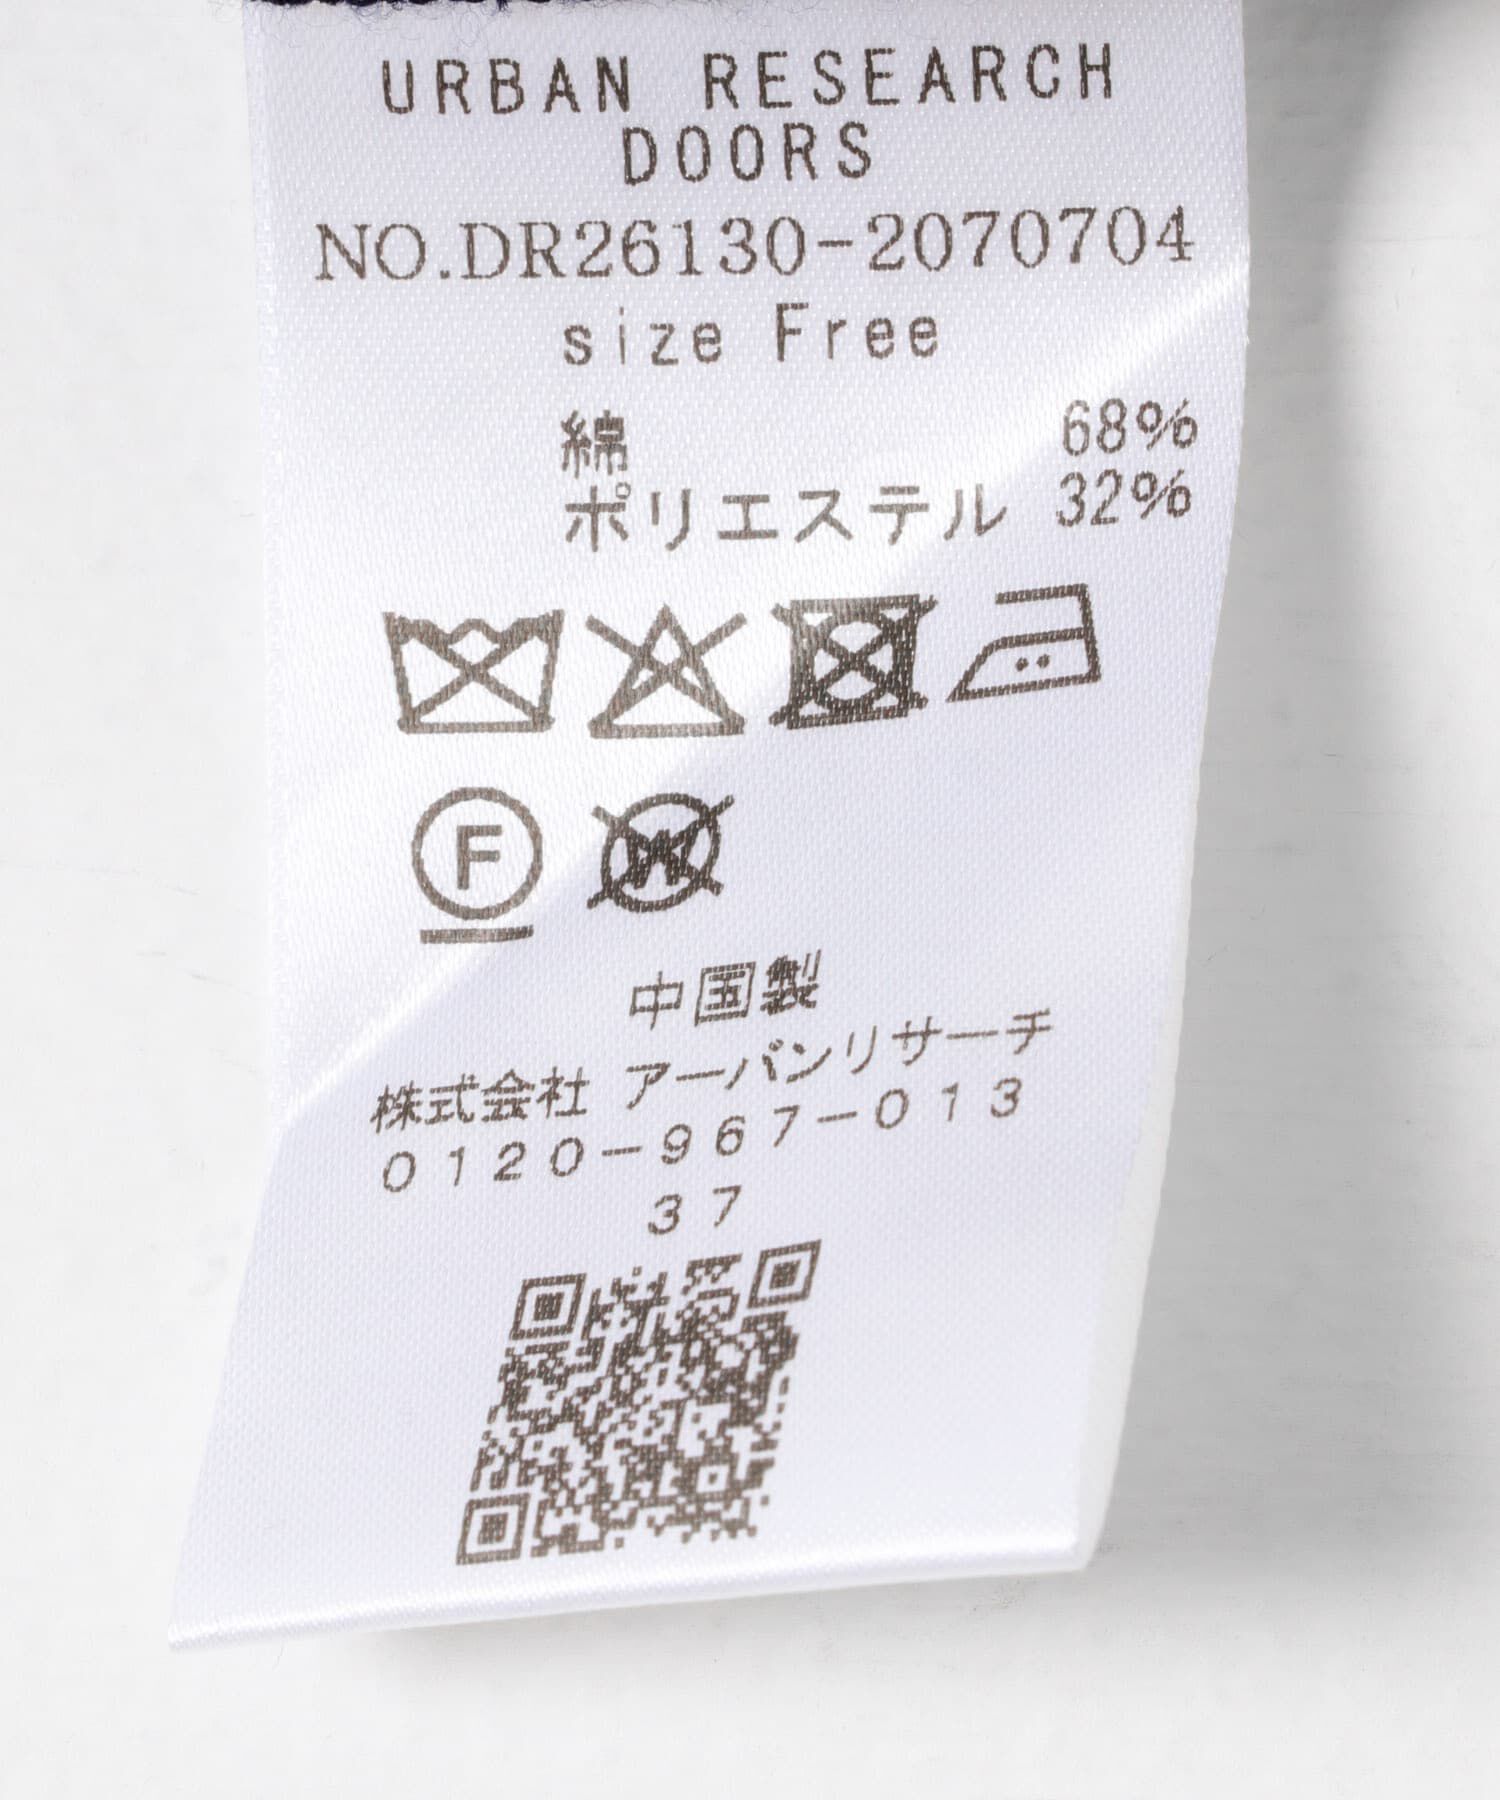 URBAN RESEARCH
DOORS
NO.DR26130-2070704
size Free
綿 68%
ポリエステル 32%
F W
中国製
株式会社 アーバンリサーチ
0120-967-013
37